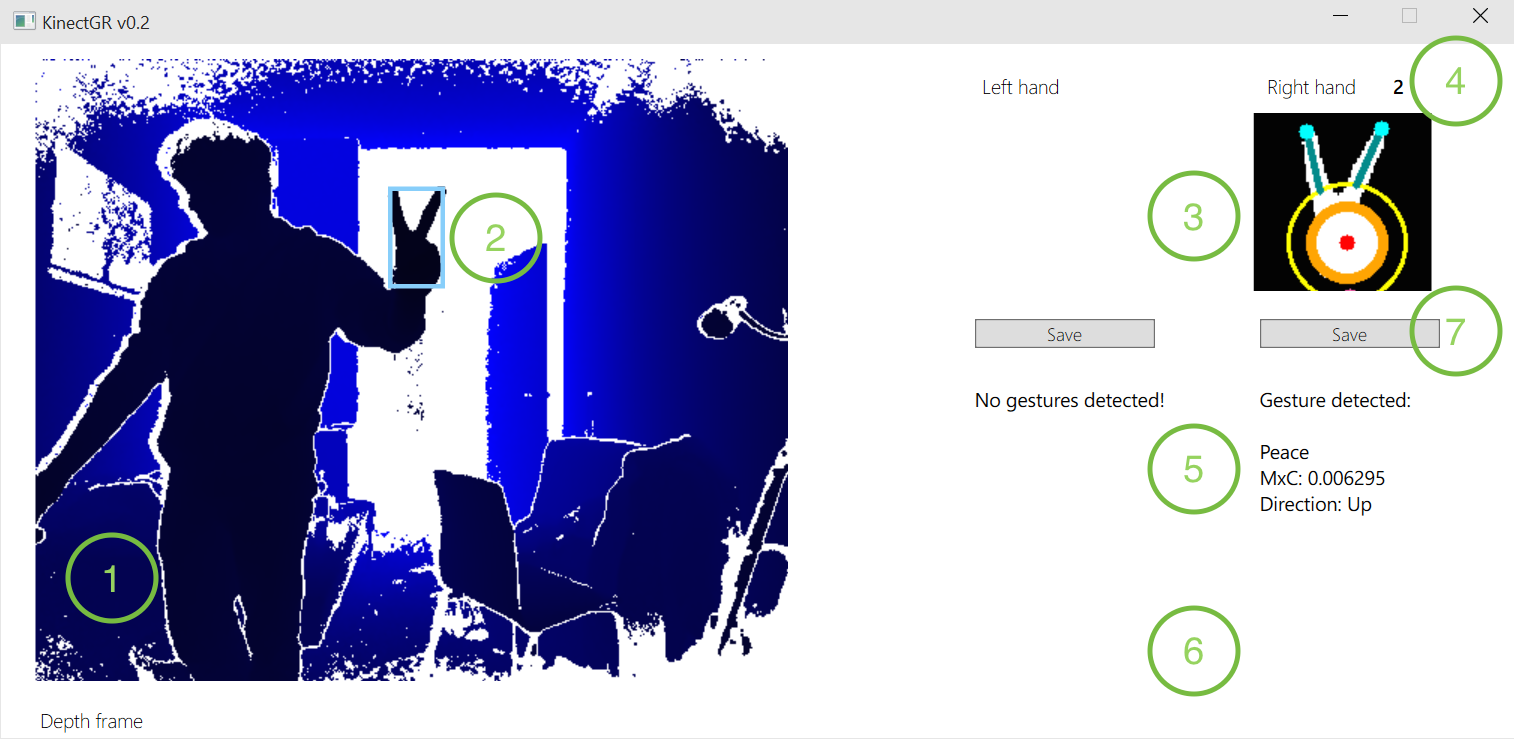 KinectGR v0.2
Left hand
Right hand 2
4
3
2
Save
Save
7
No gestures detected!
Gesture detected:
5
Peace
MxC: 0.006295
Direction: Up
1
6
Depth frame